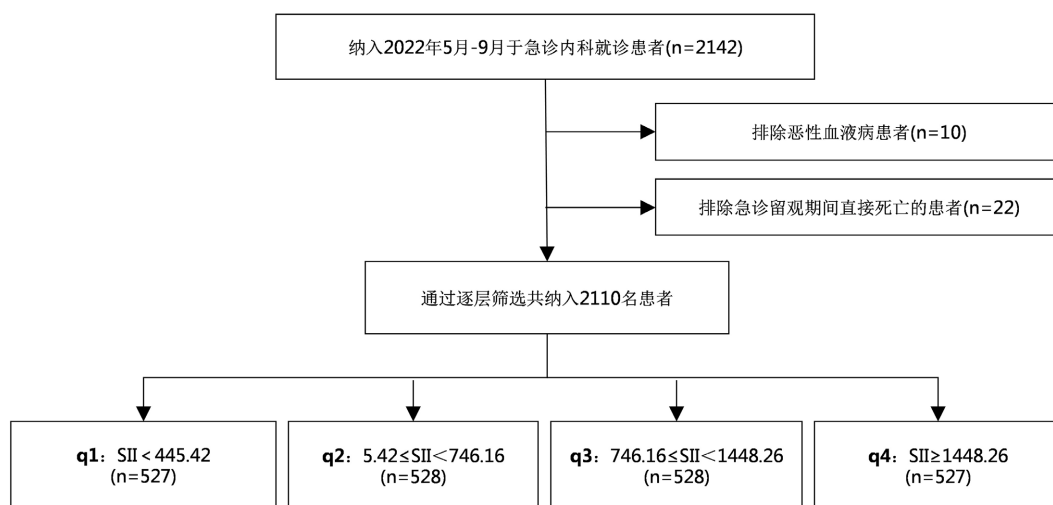 纳入2022年5月-9月于急诊内科就诊患者(n=2142)
排除恶性血液病患者(n=10)
排除急诊留观期间直接死亡的患者(n=22)
通过逐层筛选共纳入2110名患者
q1：SII＜445.42
(n=527)
q2：5.42≤SII＜746.16
(n=528)
q3：746.16≤SII＜1448.26
(n=528)
q4：SII≥1448.26
(n=527)